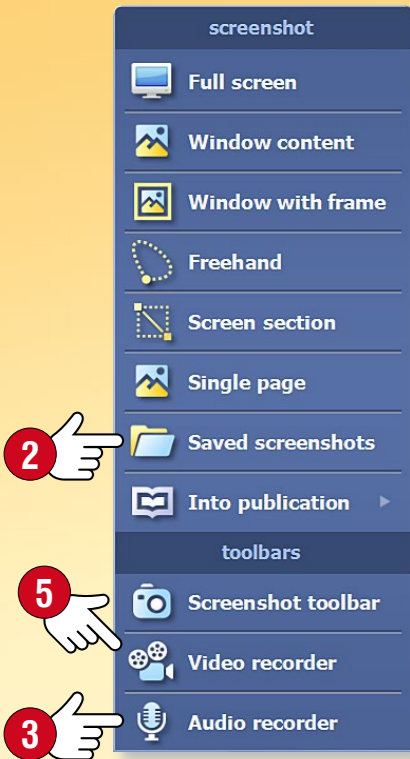 screenshot
Full screen
Window content
Window with frame
Freehand
Screen section
Single page
2 Saved screenshots
Into publication
toolbars
5 Screenshot toolbar
Video recorder
3 Audio recorder